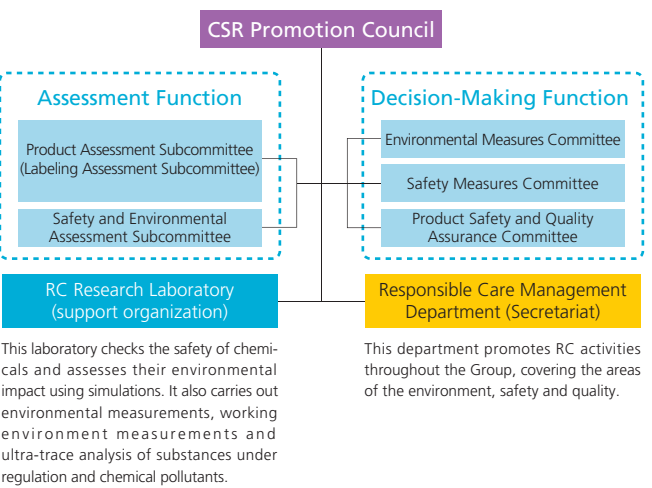 CSR Promotion Council
Assessment Function
Product Assessment Subcommittee
(Labeling Assessment Subcommittee)
Safety and Environmental
Assessment Subcommittee
Decision-Making Function
Environmental Measures Committee
Safety Measures Committee
Product Safety and Quality
Assurance Committee
RC Research Laboratory
(support organization)
This laboratory checks the safety of chemi-
cals and assesses their environmental
impact using simulations. It also carries out
environmental measurements, working
environment measurements and
ultra-trace analysis of substances under
regulation and chemical pollutants.
Responsible Care Management
Department (Secretariat)
This department promotes RC activities
throughout the Group, covering the areas
of the environment, safety and quality.